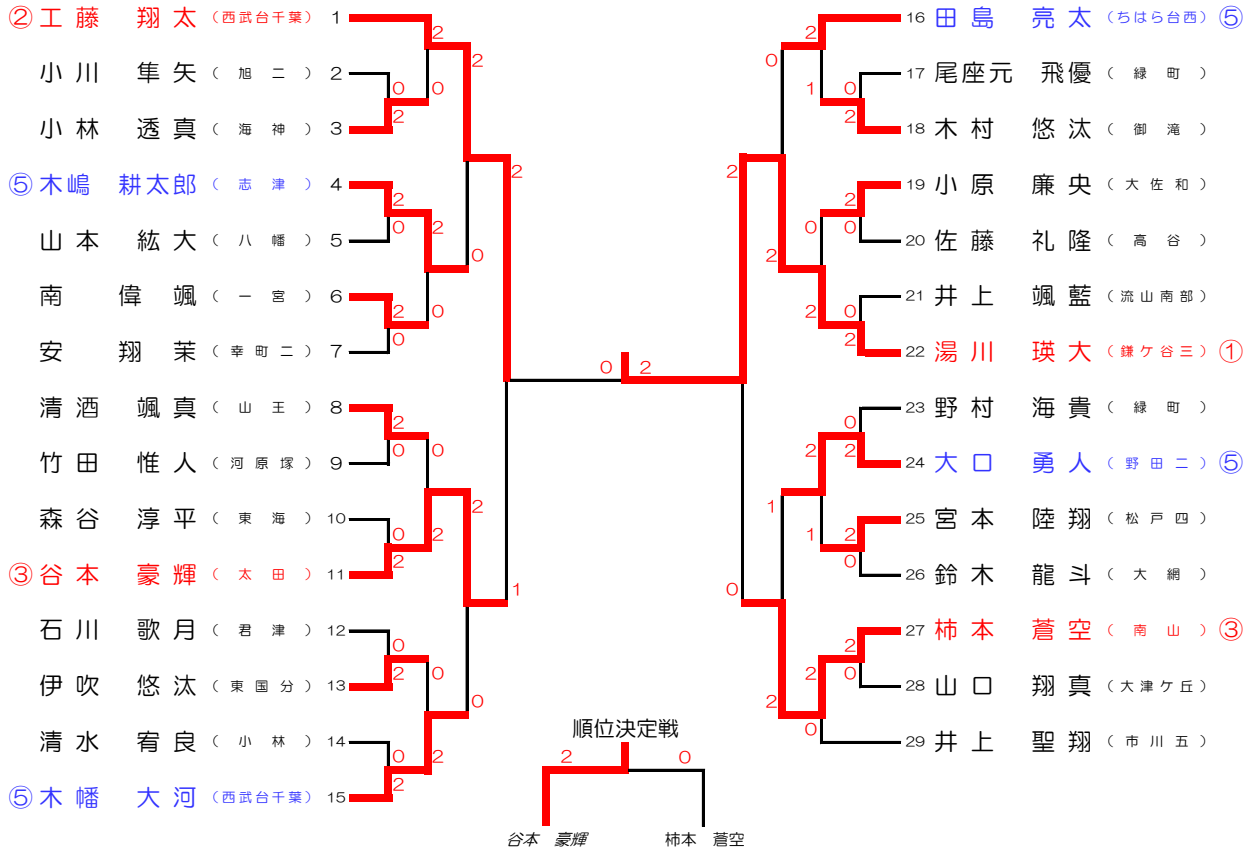 ②工藤 翔太（西武台千葉）1
小川 隼矢（旭二）2
小林 透真（海神）3
⑤木嶋 耕太郎（志津）4
山本 紘大（八幡）5
南 偉颯（一宮）6
安 翔茉（幸町二）7
清酒 颯真（山王）8
竹田 惟人（河原塚）9
森谷 淳平（東海）10
③谷本 豪輝（太田）11
石川 歌月（君津）12
伊吹 悠汰（東国分）13
清水 宥良（小林）14
⑤木幡 大河（西武台千葉）15
2
0
0
2
2
2
0
2
2
0
0
0
0
2
2
0
0
0
2
2
2
1
0
2
0
0
0
2
2
0
0 2
16 田島 亮太（ちはら台西）⑤
17 尾座元 飛優（緑町）
18 木村 悠汰（御滝）
19 小原 廉央（大佐和）
20 佐藤 礼隆（高谷）
21 井上 颯藍（流山南部）
22 湯川 瑛大（鎌ケ谷三）①
23 野村 海貴（緑町）
24 大口 勇人（野田二）⑤
25 宮本 陸翔（松戸四）
26 鈴木 龍斗（大網）
27 柿本 蒼空（南山）③
28 山口 翔真（大津ケ丘）
29 井上 聖翔（市川五）
2
0
1
0
2
2
2
0
0
2
0
2
2
0
2
2
1
1
2
0
0
2
2
0
2
0
順位決定戦
2 0
谷本 豪輝 柿本 蒼空